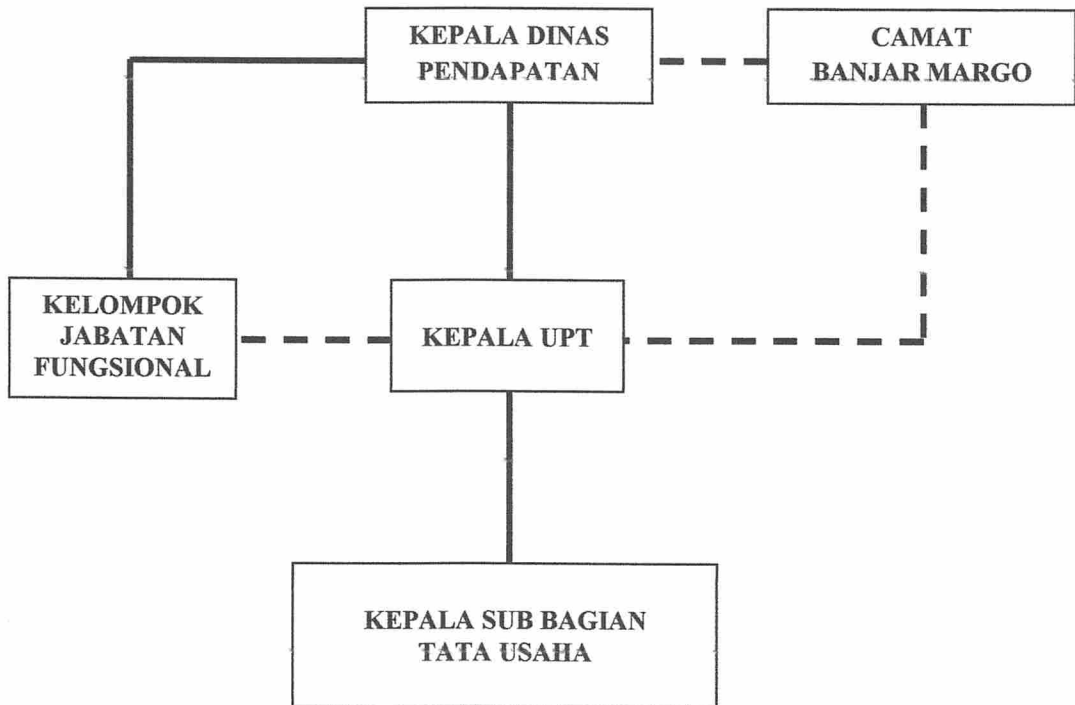 KEPALA DINAS
PENDAPATAN
CAMAT
BANJAR MARGO
KELOMPOK
JABATAN
FUNGSIONAL
KEPALA UPT
KEPALA SUB BAGIAN
TATA USAHA